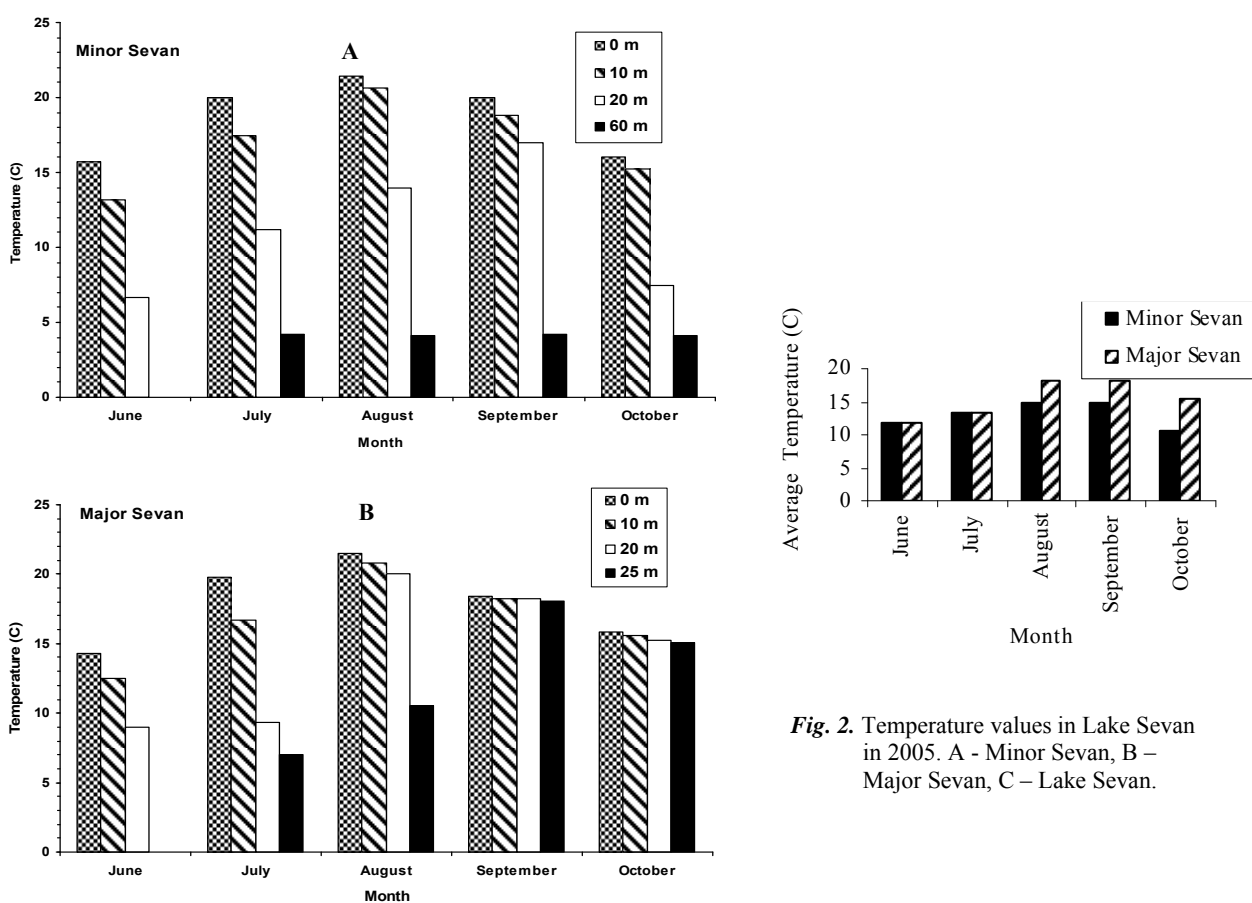 Minor Sevan
A
0 m
10 m
20 m
60 m
Temperature (C)
25
20
15
10
5
0
June July August September October
Month
Major Sevan
B
0 m
10 m
20 m
25 m
Temperature (C)
25
20
15
10
5
0
June July August September October
Month
Minor Sevan
Major Sevan
Average Temperature (C)
20
15
10
5
0
June
July
August
September
October
Month
Fig. 2. Temperature values in Lake Sevan
in 2005. A - Minor Sevan, B –
Major Sevan, C – Lake Sevan.